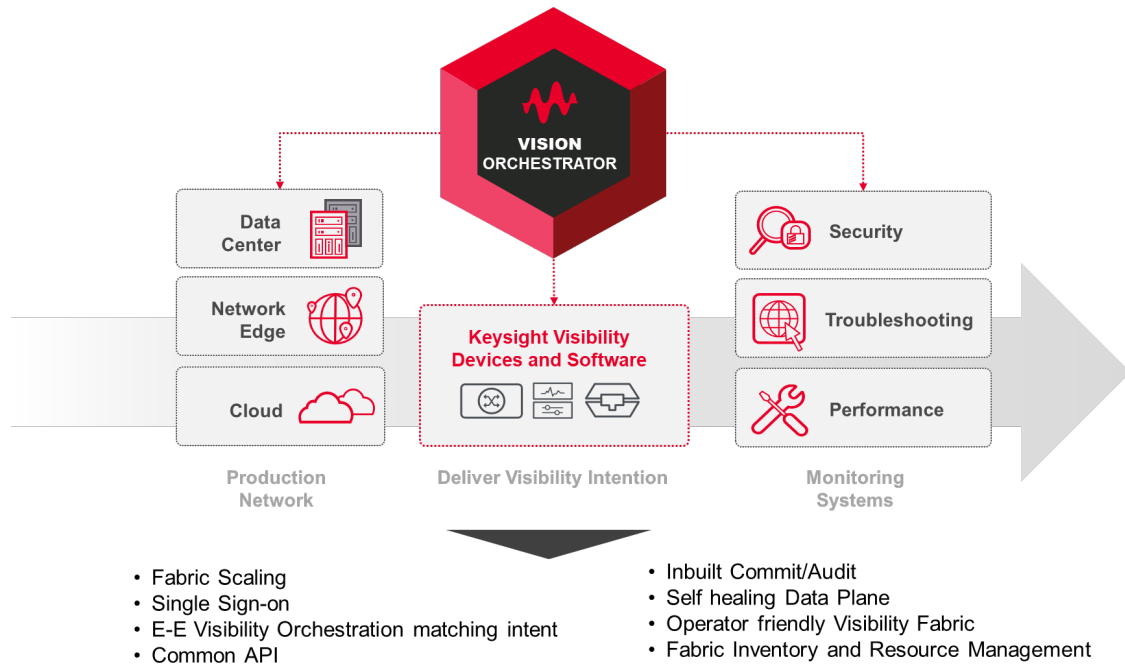 VISION
ORCHESTRATOR
Data
Center
Network
Edge
Cloud
Production
Network
Keysight Visibility
Devices and Software
Deliver Visibility Intention
Security
Troubleshooting
Performance
Monitoring
Systems
• Fabric Scaling
• Single Sign-on
• E-E Visibility Orchestration matching intent
• Common API
• Inbuilt Commit/Audit
• Self healing Data Plane
• Operator friendly Visibility Fabric
• Fabric Inventory and Resource Management